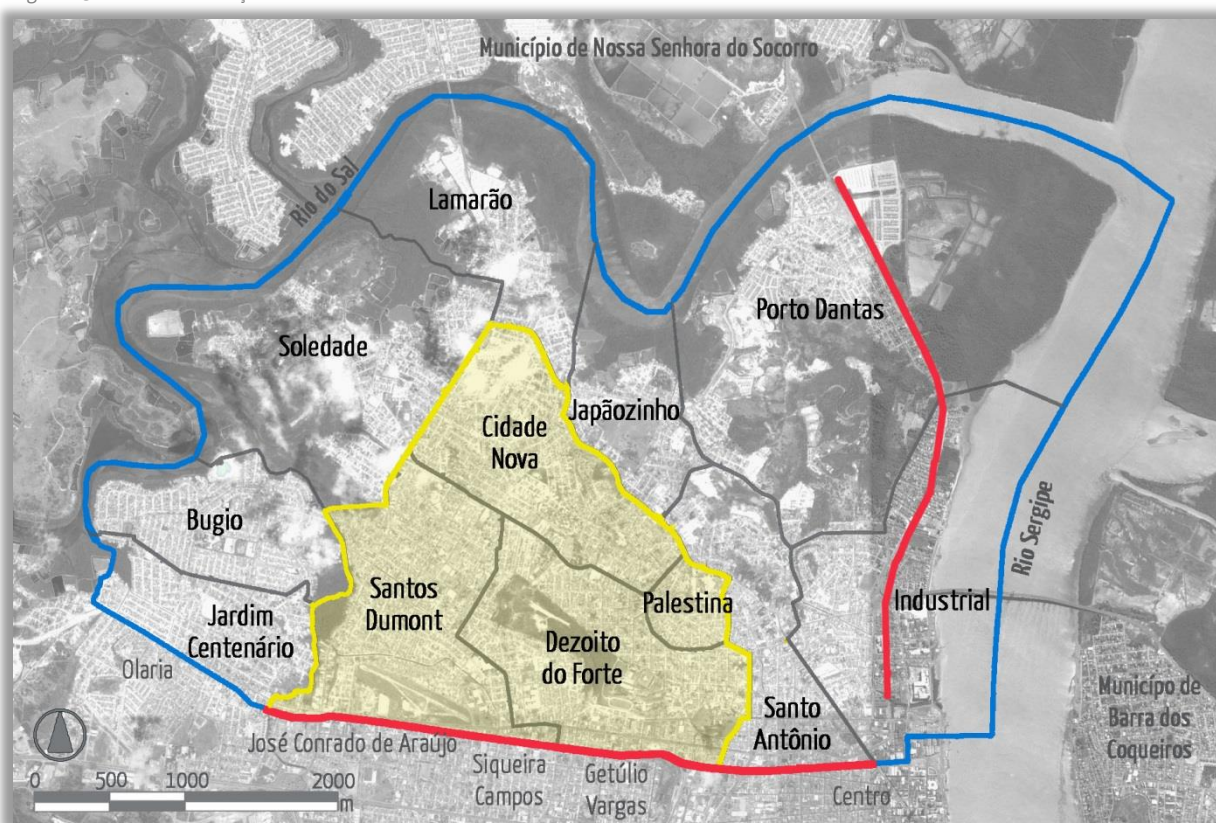 Município de Nossa Senhora do Socorro
Rio do Sal
Lamarão
Porto Dantas
Soledade
Japãozinho
Cidade
Nova
Bugio
Rio Sergipe
Santos
Dumont
Palestina
Industrial
Jardim
Centenário
Dezoito
do Forte
Olaria
Santo
Antônio
Municípo de
Barra dos
Coqueiros
José Conrado de Araújo
Siqueira
Campos
Getúlio
Vargas
Centro
0 500 1000 2000
m